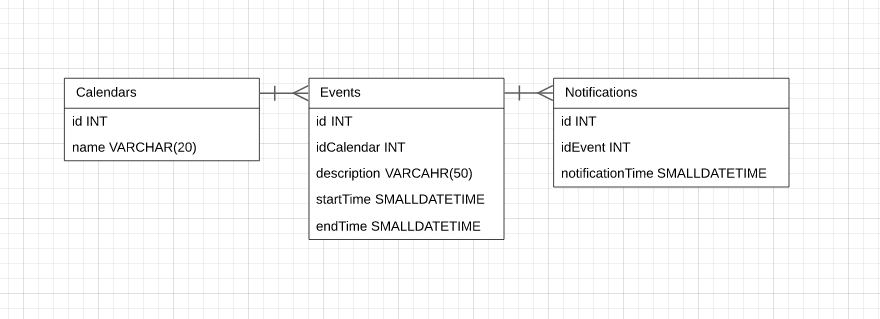 Calendars
id INT
name VARCHAR(20)
Events
id INT
idCalendar INT
description VARCAHR(50)
startTime SMALLDATETIME
endTime SMALLDATETIME
Notifications
id INT
idEvent INT
notificationTime SMALLDATETIME